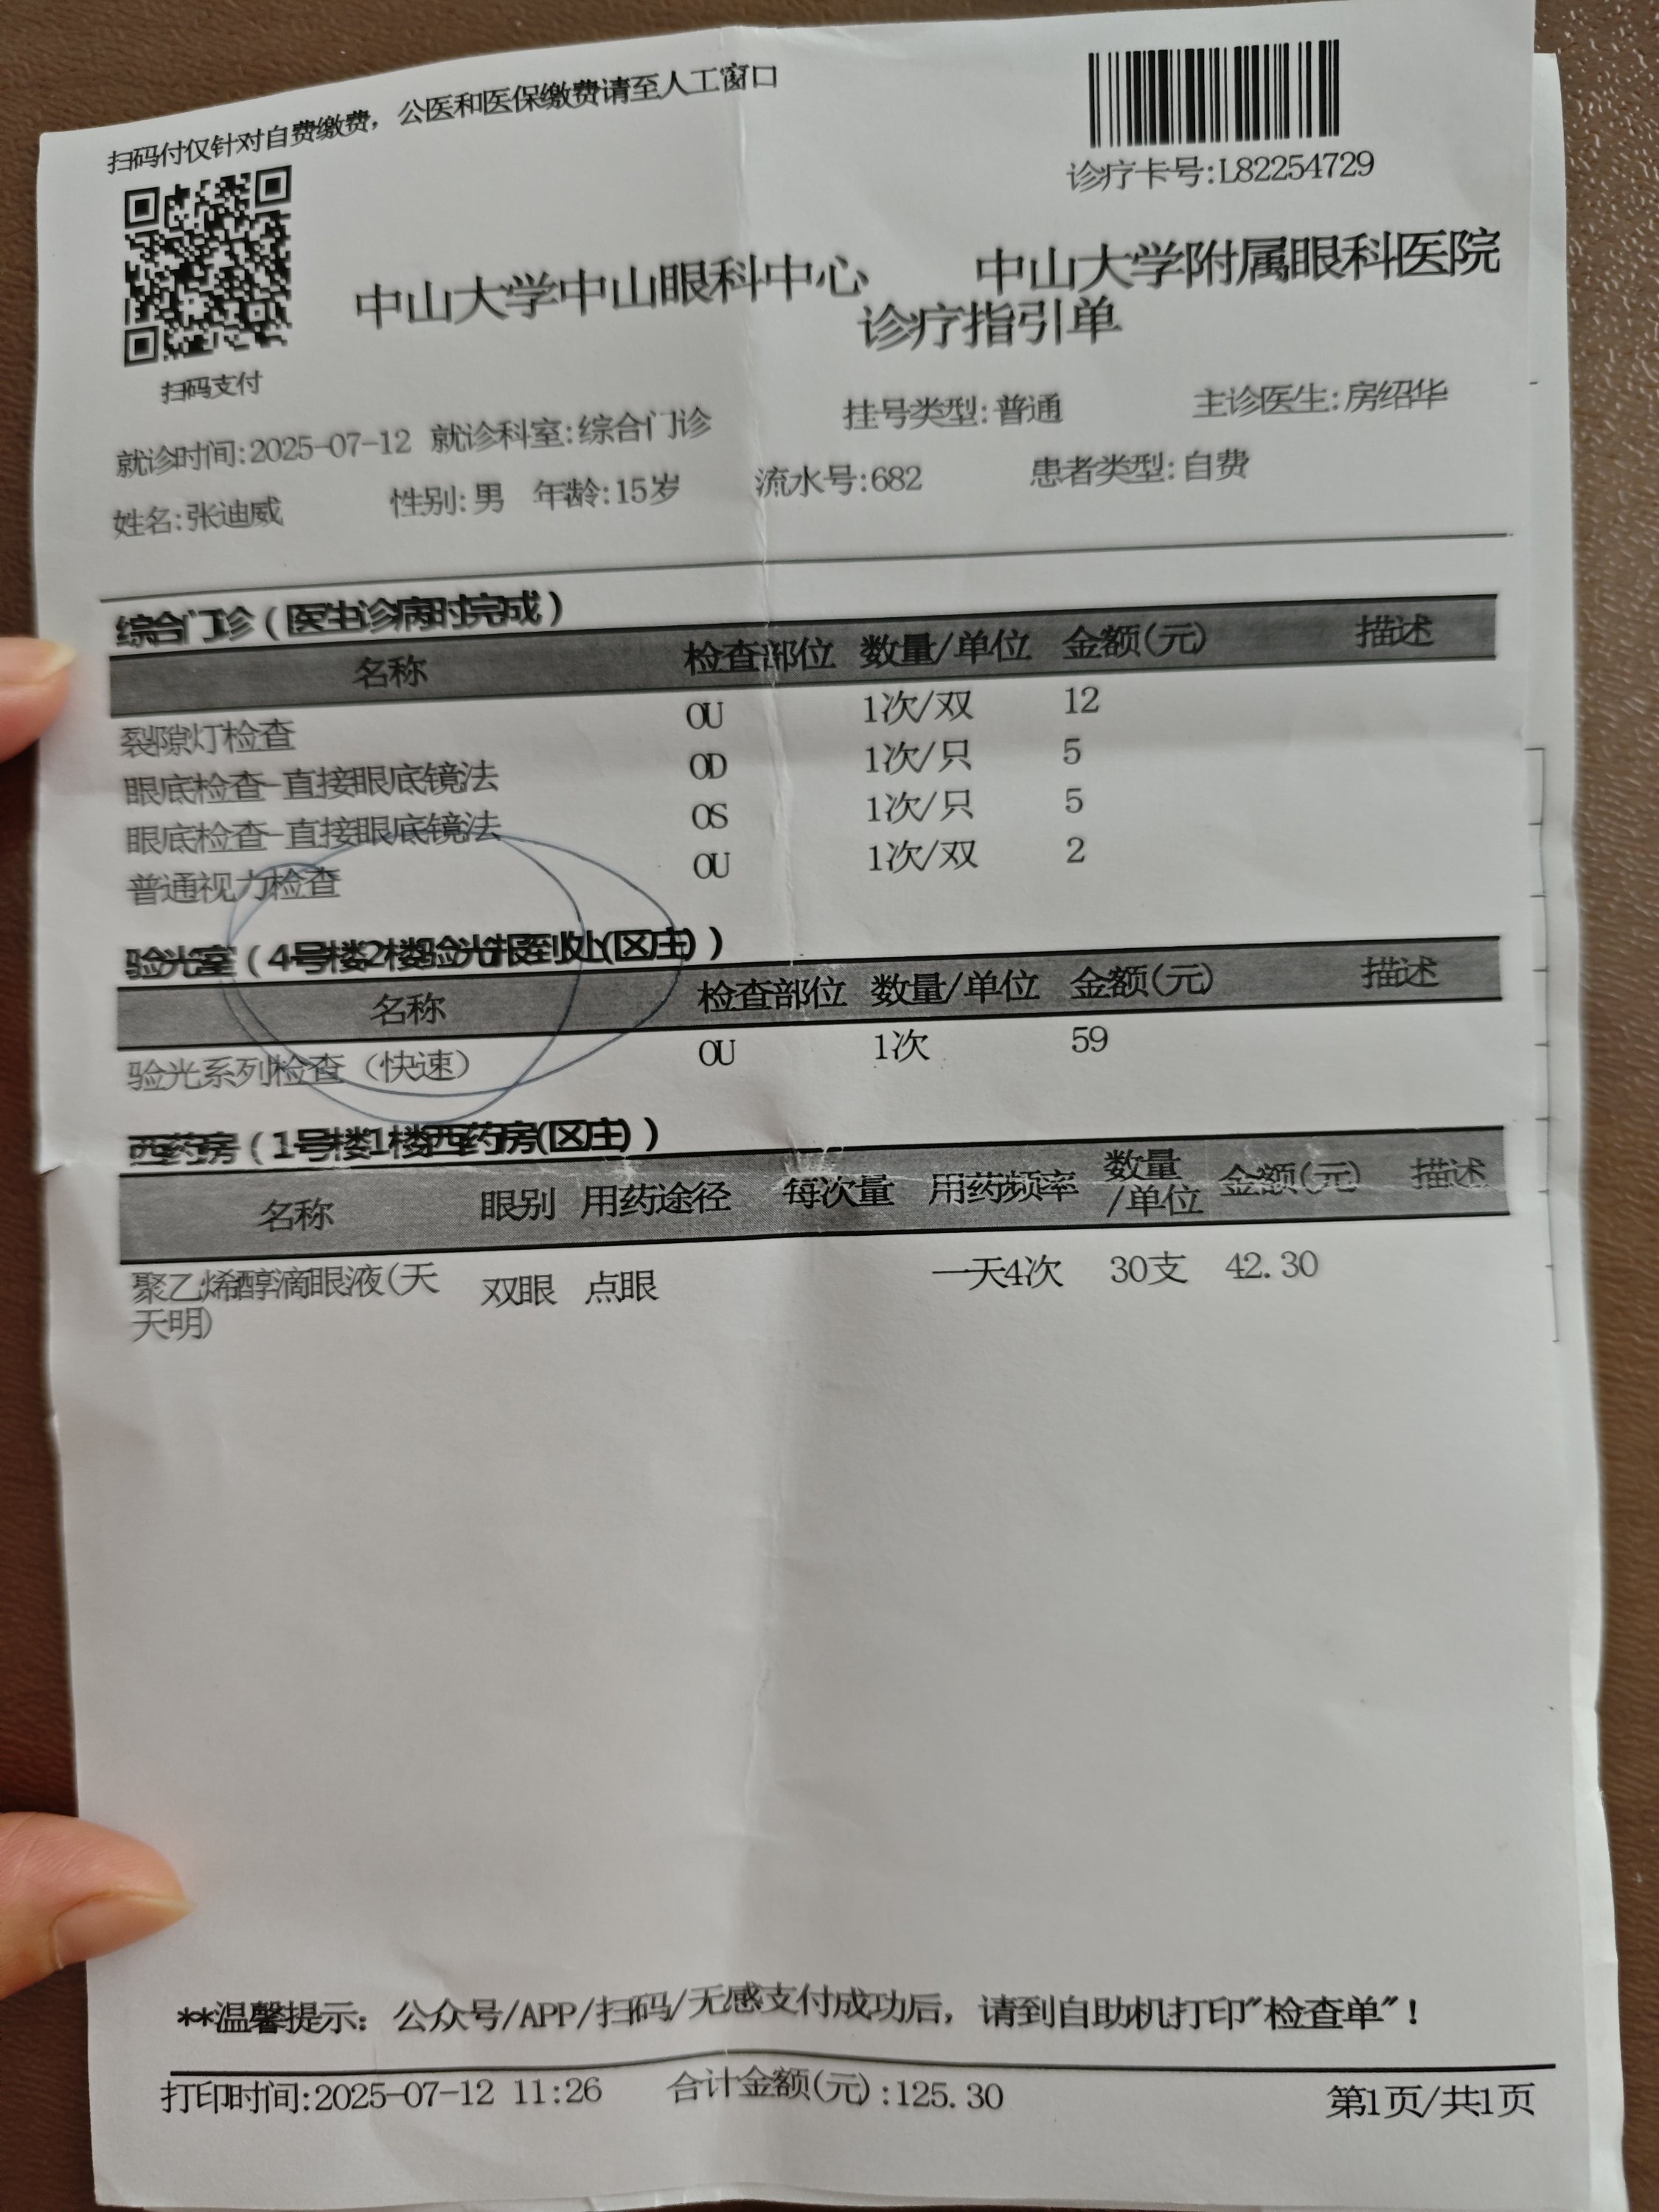 扫码付仅针对自费缴费，公医和医保缴费请至人工窗口
诊疗卡号:L82254729
中山大学中山眼科中心 中山大学附属眼科医院
诊疗指引单
扫码支付
就诊时间:2025-07-12 就诊科室:综合门诊 挂号类型:普通 主诊医生:房绍华
姓名:张迪威 性别:男 年龄:15岁 流水号:682 患者类型:自费
综合门诊(医生诊病时完成)
名称 检查部位 数量/单位 金额(元) 描述
裂隙灯检查 OU 1次/双 12
眼底检查-直接眼底镜法 OD 1次/只 5
眼底检查-直接眼底镜法 OS 1次/只 5
普通视力检查 OU 1次/双 2
验光室(4号楼2楼验光报到处(区庄))
名称 检查部位 数量/单位 金额(元) 描述
验光系列检查（快速） OU 1次 59
西药房(1号楼1楼西药房(区庄))
名称 眼别 用药途径 每次量 用药频率 数量/单位 金额(元) 描述
聚乙烯醇滴眼液(天 双眼 点眼 一天4次 30支 42.30
天明)
**温馨提示：公众号/APP/扫码/无感支付成功后，请到自助机打印"检查单"！
打印时间:2025-07-12 11:26 合计金额(元):125.30 第1页/共1页